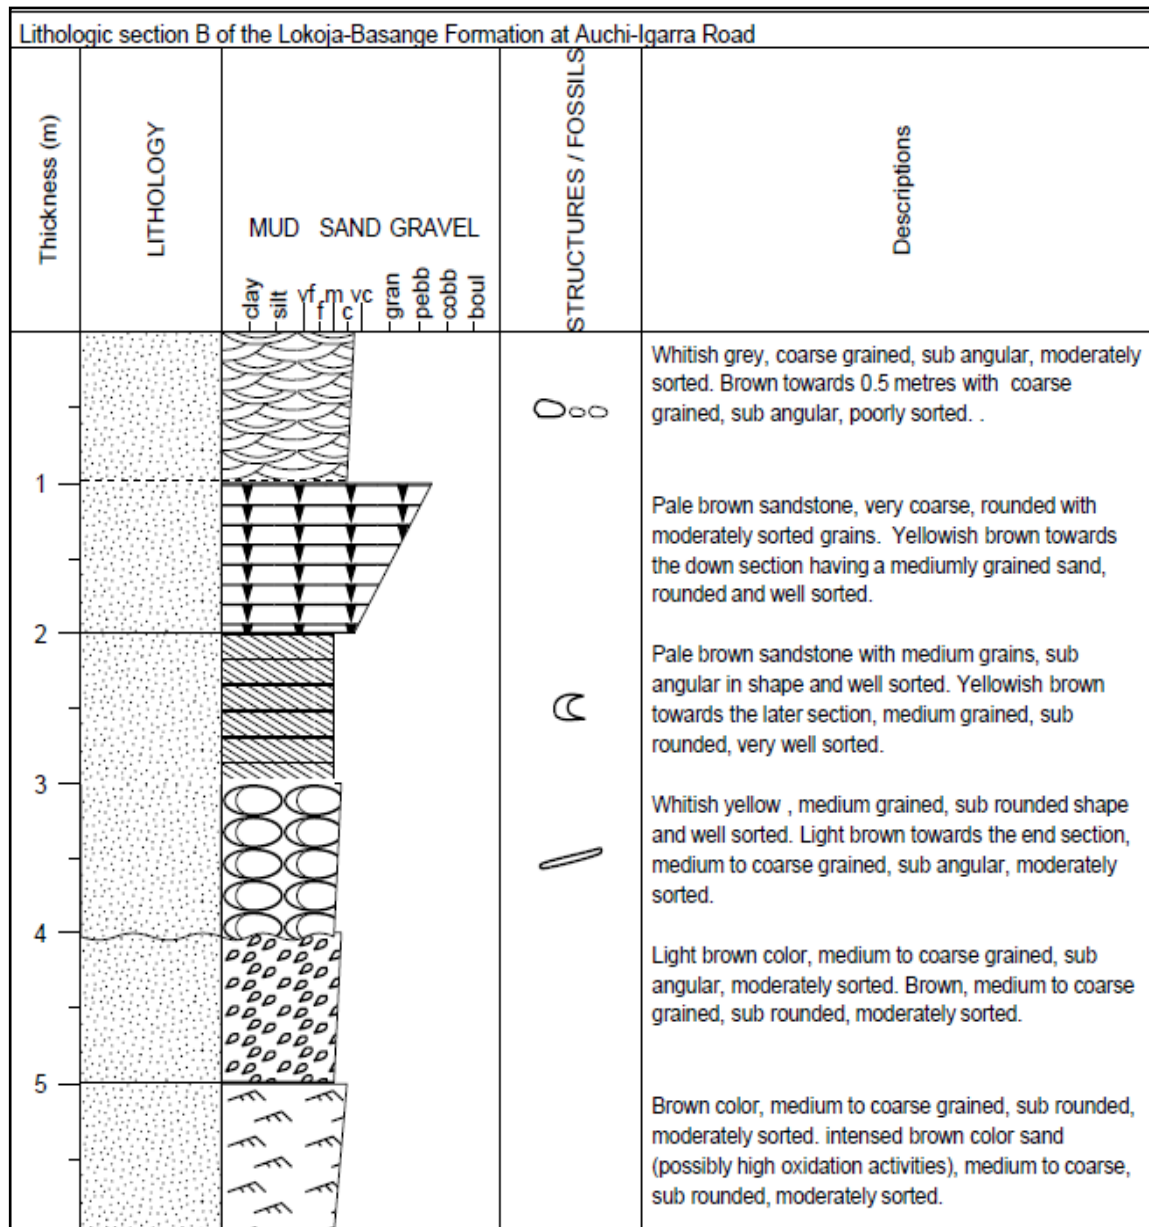 Lithologic section B of the Lokoja-Basange Formation at Auchi-Igarra Road
Thickness (m)
LITHOLOGY
MUD SAND GRAVEL
clay
silt
vf
f
m
c
vc
gran
pebb
cobb
boul
STRUCTURES / FOSSILS
Descriptions
Whitish grey, coarse grained, sub angular, moderately
sorted. Brown towards 0.5 metres with coarse
grained, sub angular, poorly sorted. .
1
Pale brown sandstone, very coarse, rounded with
moderately sorted grains. Yellowish brown towards
the down section having a mediumly grained sand,
rounded and well sorted.
2
Pale brown sandstone with medium grains, sub
angular in shape and well sorted. Yellowish brown
towards the later section, medium grained, sub
rounded, very well sorted.
3
Whitish yellow , medium grained, sub rounded shape
and well sorted. Light brown towards the end section,
medium to coarse grained, sub angular, moderately
sorted.
4
Light brown color, medium to coarse grained, sub
angular, moderately sorted. Brown, medium to coarse
grained, sub rounded, moderately sorted.
5
Brown color, medium to coarse grained, sub rounded,
moderately sorted. intensed brown color sand
(possibly high oxidation activities), medium to coarse,
sub rounded, moderately sorted.